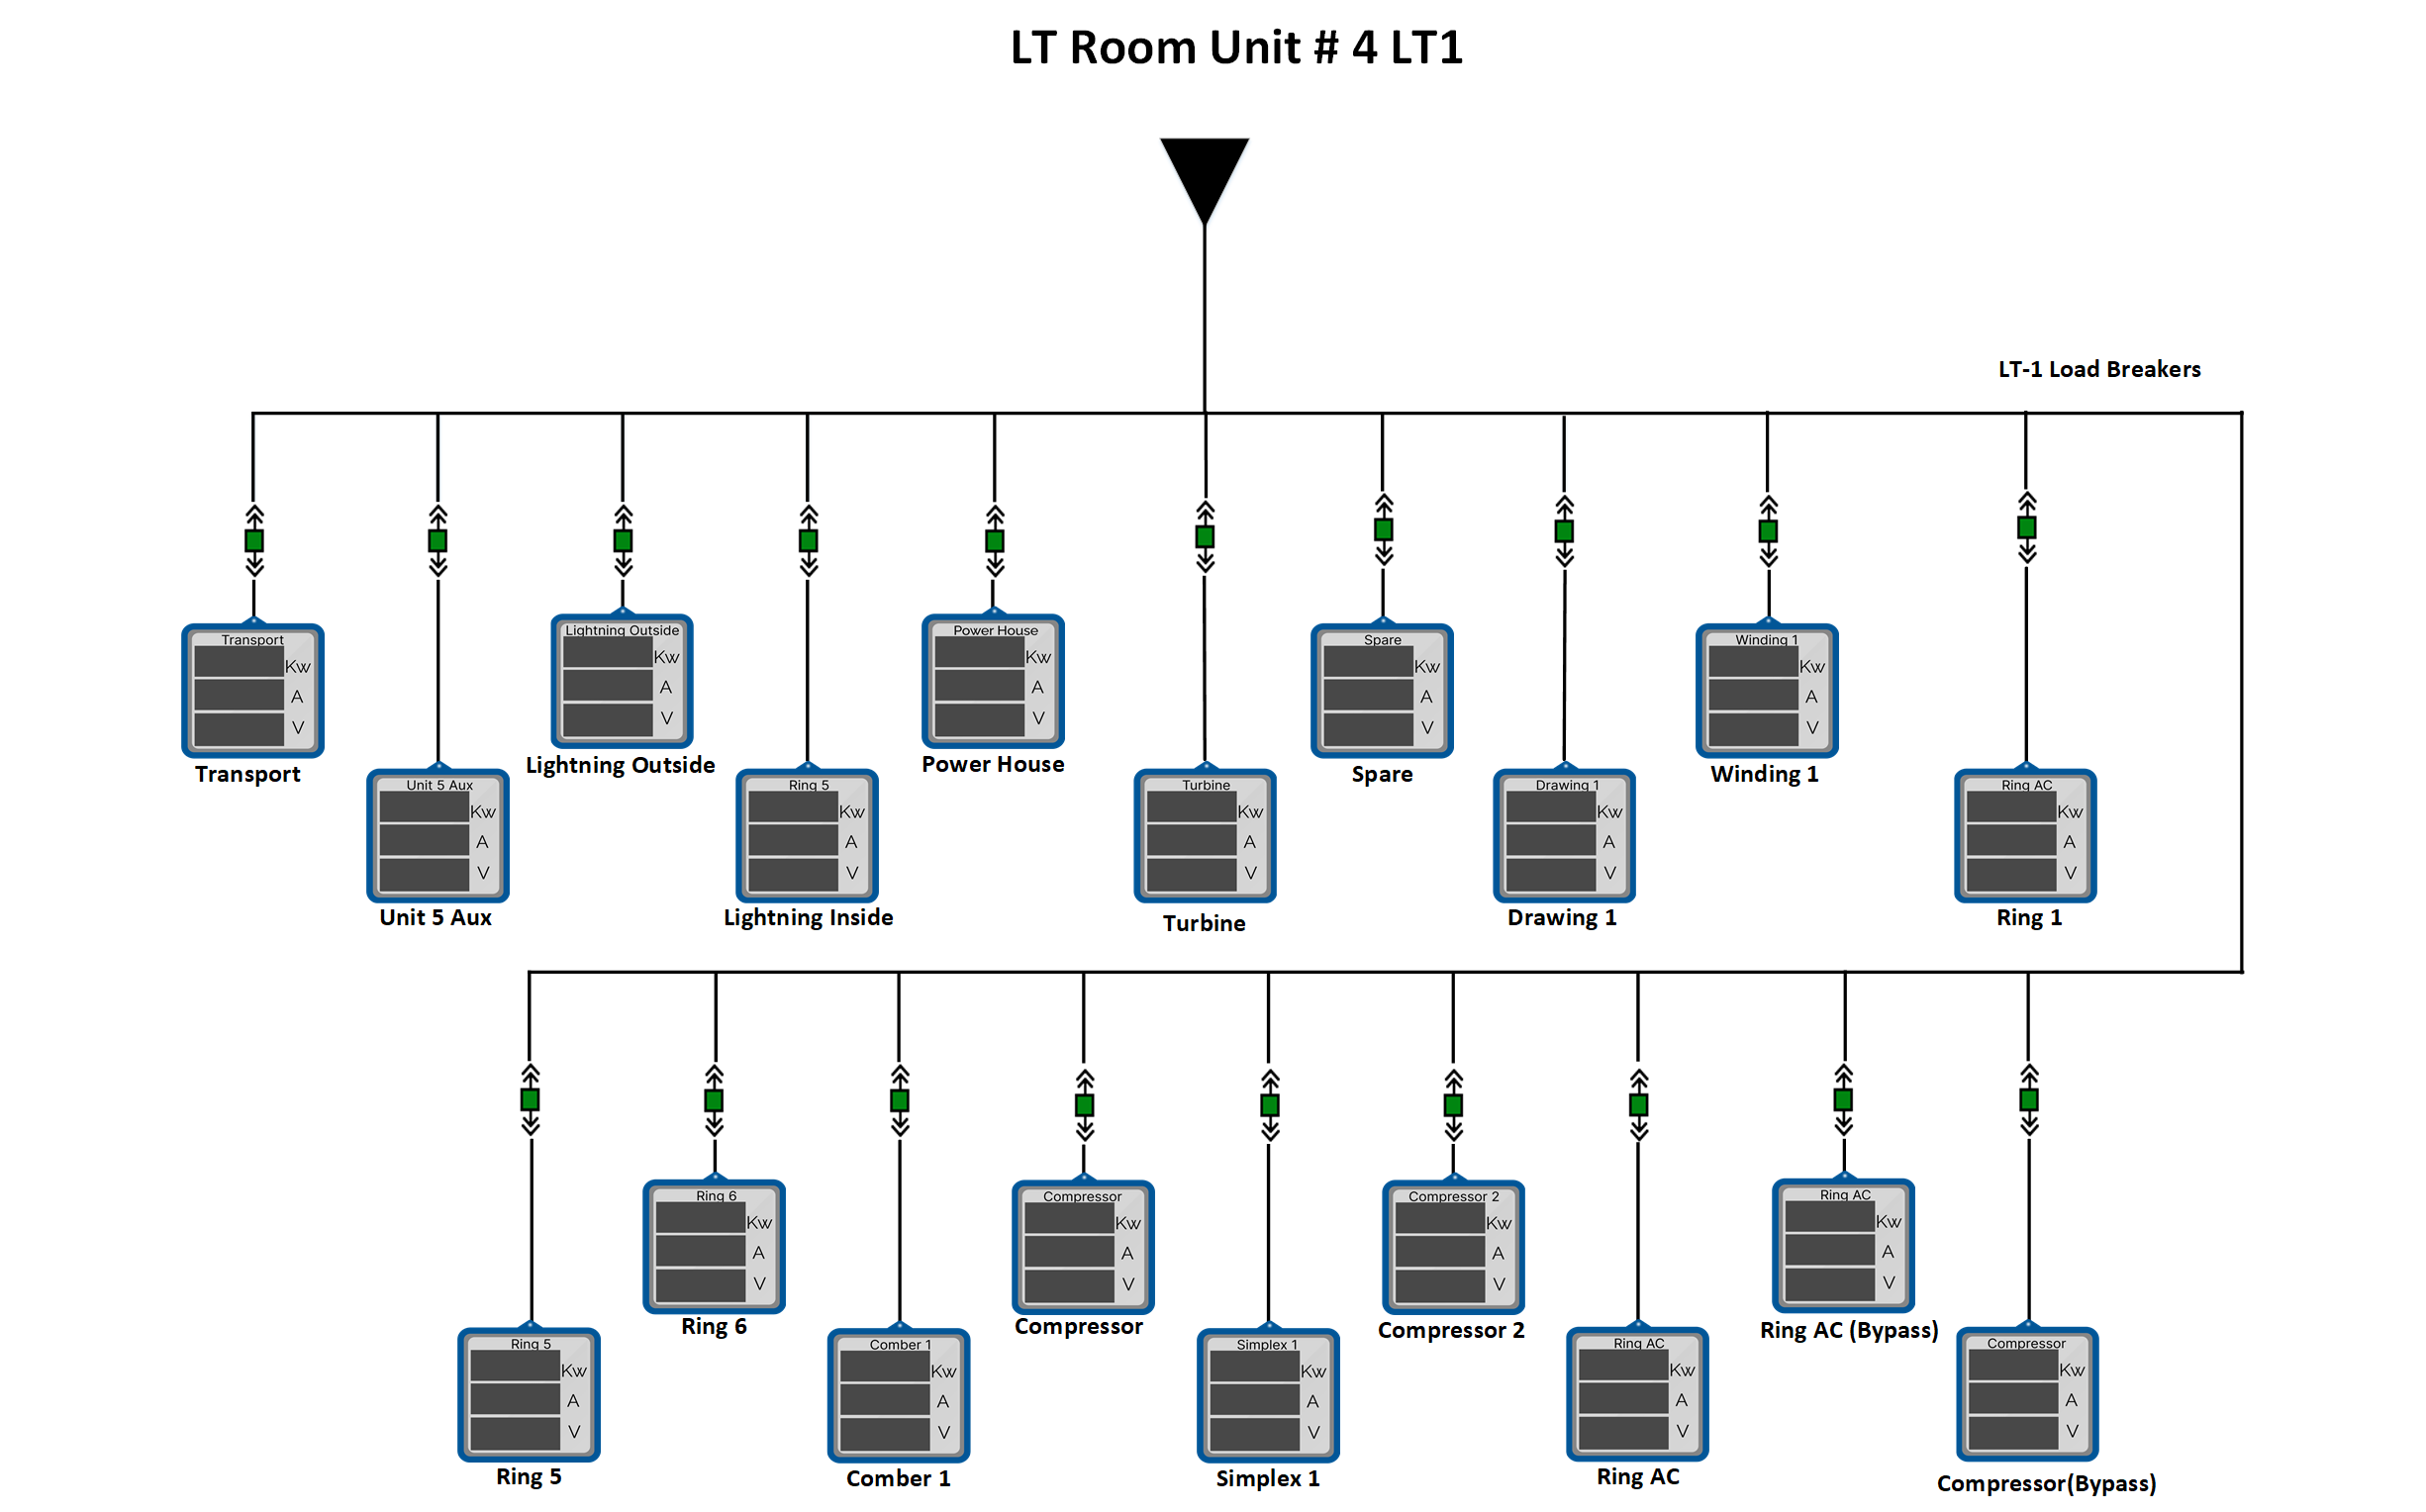 LT Room Unit # 4 LT1
LT-1 Load Breakers
Transport
Kw
A
V
Transport
Unit 5 Aux
Kw
A
V
Unit 5 Aux
Lightning Outside
Kw
A
V
Lightning Outside
Ring 5
Kw
A
V
Lightning Inside
Power House
Kw
A
V
Power House
Turbine
Kw
A
V
Turbine
Spare
Kw
A
V
Spare
Drawing 1
Kw
A
V
Drawing 1
Winding 1
Kw
A
V
Winding 1
Ring AC
Kw
A
V
Ring 1
Ring 5
Kw
A
V
Ring 5
Ring 6
Kw
A
V
Ring 6
Comber 1
Kw
A
V
Comber 1
Compressor
Kw
A
V
Compressor
Simplex 1
Kw
A
V
Simplex 1
Compressor 2
Kw
A
V
Compressor 2
Ring AC
Kw
A
V
Ring AC
Ring AC
Kw
A
V
Ring AC (Bypass)
Compressor
Kw
A
V
Compressor(Bypass)